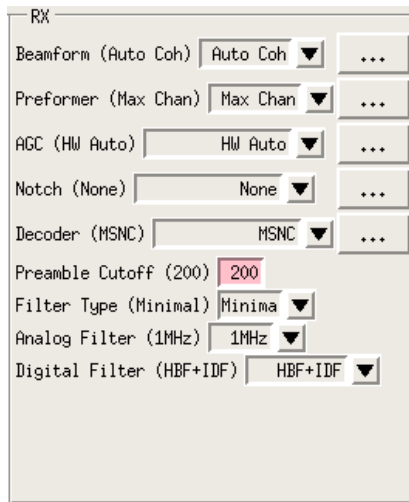 RX
Beamform (Auto Coh) Auto Coh ...
Preformer (Max Chan) Max Chan ...
AGC (HW Auto) HW Auto ...
Notch (None) None ...
Decoder (MSNC) MSNC ...
Preamble Cutoff (200) 200
Filter Type (Minimal) Minima
Analog Filter (1MHz) 1MHz
Digital Filter (HBF+IDF) HBF+IDF